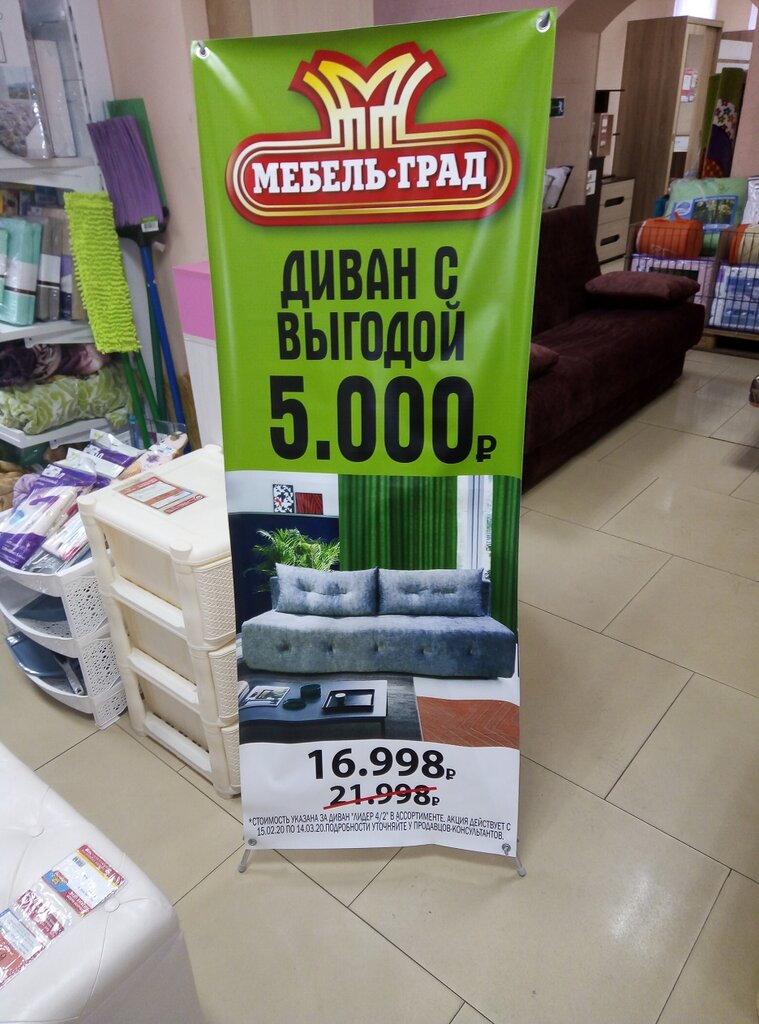 МЕБЕЛЬ·ГРАД
ДИВАН С
ВЫГОДОЙ
5.000₽
16.998₽
21.998₽
*СТОИМОСТЬ УКАЗАНА ЗА ДИВАН "ЛИДЕР 4/2" В АССОРТИМЕНТЕ. АКЦИЯ ДЕЙСТВУЕТ С
15.02.20 ПО 14.03.20.ПОДРОБНОСТИ УТОЧНЯЙТЕ У ПРОДАВЦОВ-КОНСУЛЬТАНТОВ.